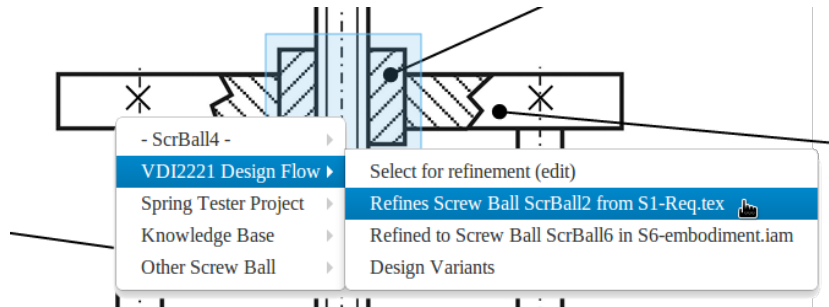 - ScrBall4 -
VDI2221 Design Flow
Spring Tester Project
Knowledge Base
Other Screw Ball
Select for refinement (edit)
Refines Screw Ball ScrBall2 from S1-Req.tex
Refined to Screw Ball ScrBall6 in S6-embodiment.iam
Design Variants